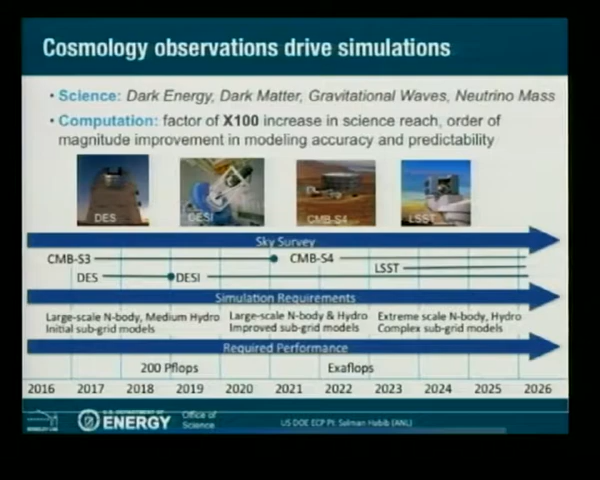 Cosmology observations drive simulations
• Science: Dark Energy, Dark Matter, Gravitational Waves, Neutrino Mass
• Computation: factor of X100 increase in science reach, order of
magnitude improvement in modeling accuracy and predictability
DES
DESI
CMB-S4
LSST
Sky Survey
CMB-S3
CMB-S4
LSST
DES
DESI
Simulation Requirements
Large-scale N-body, Medium Hydro
Initial sub-grid models
Large-scale N-body & Hydro
Improved sub-grid models
Extreme scale N-body, Hydro
Complex sub-grid models
Required Performance
200 Pflops
Exaflops
2016 2017 2018 2019 2020 2021 2022 2023 2024 2025 2026
BERKELEY LAB
U.S. DEPARTMENT OF
ENERGY
Office of
Science
US DOE ECP PI: Salman Habib (ANL)